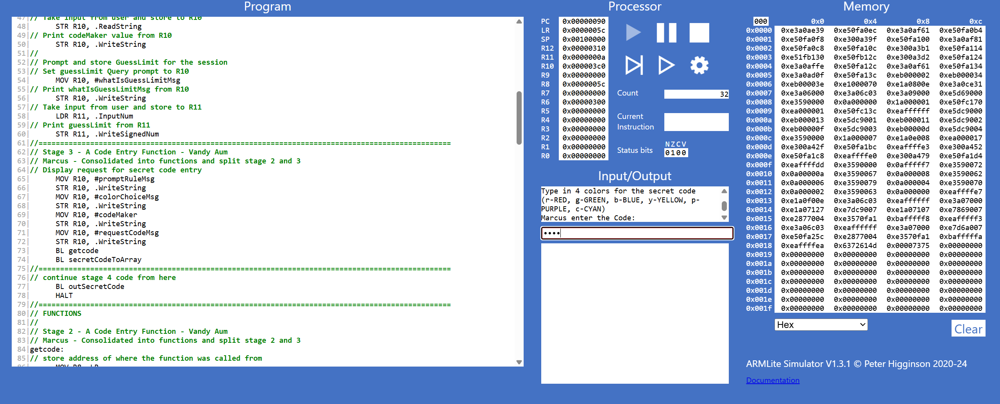 Program
47|// Take input from user and store to R10
48|      STR R10, .ReadString
49|// Print codeMaker value from R10
50|      STR R10, .WriteString
51|//
52|// Prompt and store GuessLimit for the session
53|// Set guessLimit Query prompt to R10
54|      MOV R10, #whatIsGuessLimitMsg
55|// Print whatIsGuessLimitMsg from R10
56|      STR R10, .WriteString
57|// Take input from user and store to R11
58|      LDR R11, .InputNum
59|// Print guessLimit from R11
60|      STR R11, .WriteSignedNum
61|//================================================================================================
62|// Stage 3 - A Code Entry Function - Vandy Aum
63|// Marcus - Consolidated into functions and split stage 2 and 3
64|// Display request for secret code entry
65|      MOV R10, #promptRuleMsg
66|      STR R10, .WriteString
67|      MOV R10, #colorChoiceMsg
68|      STR R10, .WriteString
69|      MOV R10, #codeMaker
70|      STR R10, .WriteString
71|      MOV R10, #requestCodeMsg
72|      STR R10, .WriteString
73|      BL getcode
74|      BL secretCodeToArray
75|//================================================================================================
76|// continue stage 4 code from here
77|      BL outSecretCode
78|      HALT
79|//================================================================================================
80|// FUNCTIONS
81|//
82|// Stage 2 - A Code Entry Function - Vandy Aum
83|// Marcus - Consolidated into functions and split stage 2 and 3
84|getcode:
85|// store address of where the function was called from
86|      MOV R8, LR
Processor
PC 0x00000090
LR 0x0000005c
SP 0x00100000
R12 0x00000310
R11 0x0000000a
R10 0x000003c0
R9 0x00000000
R8 0x0000005c
R7 0x00000000
R6 0x00000300
R5 0x00000000
R4 0x00000000
R3 0x00000000
R2 0x00000000
R1 0x00000000
R0 0x00000000
Count 32
Current
Instruction
NZCV
Status bits 0100
Input/Output
Type in 4 colors for the secret code
(r-RED, g-GREEN, b-BLUE, y-YELLOW, p-
PURPLE, c-CYAN)
Marcus enter the Code:
••••
Memory
000 0x0 0x4 0x8 0xc
0x0000 0xe3a0ae39 0xe50fa0ec 0xe3a0af61 0xe50fa0b4
0x0001 0xe50fa0f8 0xe300a39f 0xe50fa100 0xe3a0af81
0x0002 0xe50fa0c8 0xe50fa10c 0xe300a3b1 0xe50fa114
0x0003 0xe51fb130 0xe50fb12c 0xe300a3d2 0xe50fa124
0x0004 0xe3a0affe 0xe50fa12c 0xe3a0af61 0xe50fa134
0x0005 0xe3a0ad0f 0xe50fa13c 0xeb000002 0xeb000034
0x0006 0xeb00003e 0xe1000070 0xe1a0800e 0xe3a0ce31
0x0007 0xe3a06000 0xe3a06c03 0xe3a09000 0xe5d69000
0x0008 0xe3590000 0x0a000000 0x1a000001 0xe50fc170
0x0009 0xea000001 0xe50fc13c 0xeaffffff 0xe5dc9000
0x000a 0xeb000013 0xe5dc9001 0xeb000011 0xe5dc9002
0x000b 0xeb00000f 0xe5dc9003 0xeb00000d 0xe5dc9004
0x000c 0xe3590000 0x1a000007 0xe1a0e008 0xea000017
0x000d 0xe300a42f 0xe50fa1bc 0xeaffffe3 0xe300a452
0x000e 0xe50fa1c8 0xeaffffe0 0xe300a479 0xe50fa1d4
0x000f 0xeaffffdd 0xe3590000 0x0afffff7 0xe3590072
0x0010 0x0a00000a 0xe3590067 0x0a000008 0xe3590062
0x0011 0x0a000006 0xe3590079 0x0a000004 0xe3590070
0x0012 0x0a000002 0xe3590063 0x0a000000 0xeaffffe7
0x0013 0xe1a0f00e 0xe3a06c03 0xeaffffff 0xe3a07000
0x0014 0xe1a07127 0xe7dc9007 0xe1a07107 0xe7869007
0x0015 0xe2877004 0xe3570fa1 0xbafffff8 0xeafffff3
0x0016 0xe3a06c03 0xeaffffff 0xe3a07000 0xe7d6a007
0x0017 0xe50fa25c 0xe2877004 0xe3570fa1 0xbafffffa
0x0018 0xeaffffea 0x6372614d 0x00007375 0x00000000
0x0019 0x00000000 0x00000000 0x00000000 0x00000000
0x001a 0x00000000 0x00000000 0x00000000 0x00000000
0x001b 0x00000000 0x00000000 0x00000000 0x00000000
0x001c 0x00000000 0x00000000 0x00000000 0x00000000
0x001d 0x00000000 0x00000000 0x00000000 0x00000000
0x001e 0x00000000 0x00000000 0x00000000 0x00000000
0x001f 0x00000000 0x00000000 0x00000000 0x00000000
Hex
Clear
ARMLite Simulator V1.3.1 © Peter Higginson 2020-24
Documentation